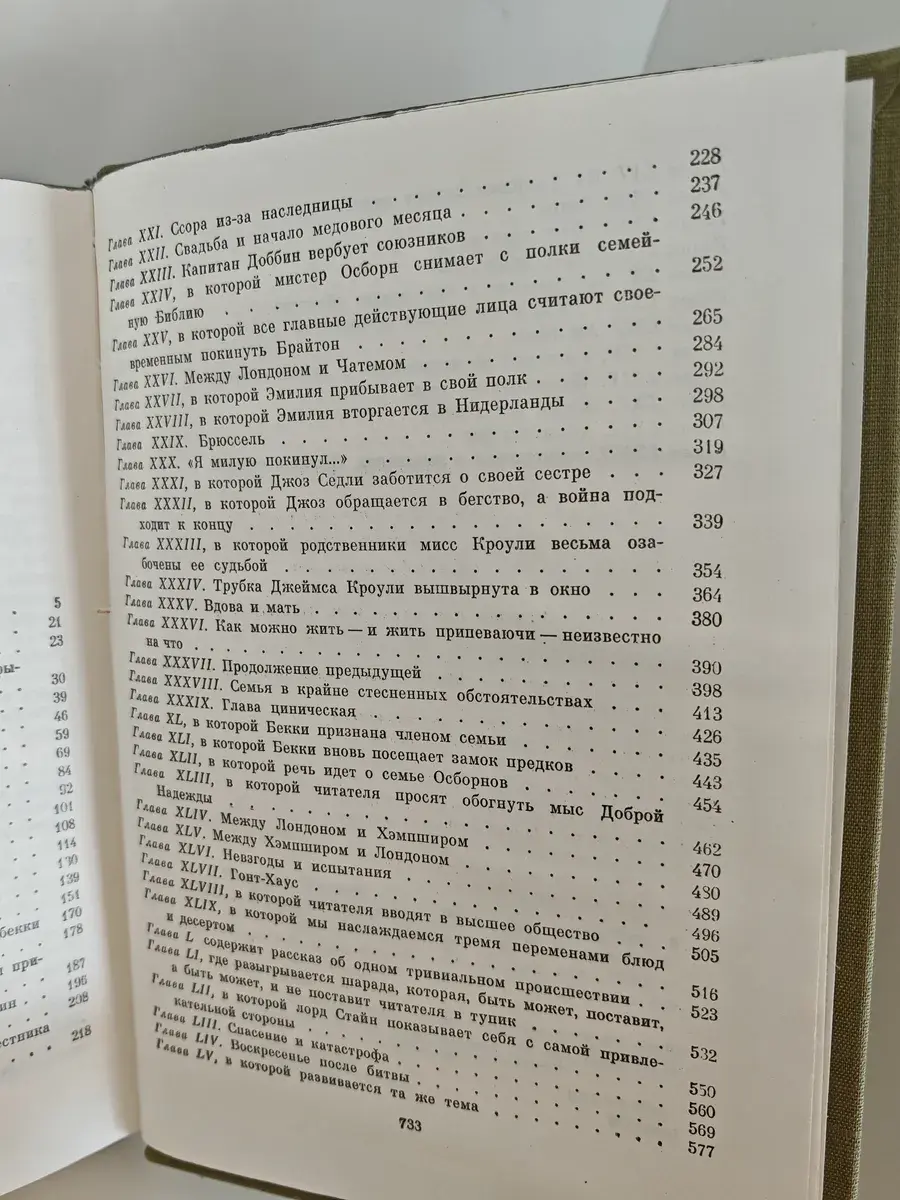 5
21
23
ры-
30
39
46
59
69
84
92
101
108
114
130
139
151
170
бекки
178
при-
187
196
ин .
208
естника
. . . 218
Глава XXI. Ссора из-за наследницы . . . . . . . . . . . 228
Глава XXII. Свадьба и начало медового месяца . . . . . . . 237
Глава XXIII. Капитан Доббин вербует союзников . . . . . . . 246
Глава XXIV, в которой мистер Осборн снимает с полки семей-
ную Библию . . . . . . . . . . . . . . . 252
Глава XXV, в которой все главные действующие лица считают свое-
временным покинуть Брайтон . . . . . . . . . . 265
Глава XXVI. Между Лондоном и Чатемом . . . . . . . . . 284
Глава XXVII, в которой Эмилия прибывает в свой полк . . . . . 292
Глава XXVIII, в которой Эмилия вторгается в Нидерланды . . . . 298
Глава XXIX. Брюссель . . . . . . . . . . . . . . 307
Глава XXX. «Я милую покинул...» . . . . . . . . . . . 319
Глава XXXI, в которой Джоз Седли заботится о своей сестре . . . 327
Глава XXXII, в которой Джоз обращается в бегство, а война под-
ходит к концу . . . . . . . . . . . . . . 339
Глава XXXIII, в которой родственники мисс Кроули весьма оза-
бочены ее судьбой . . . . . . . . . . . . . 354
Глава XXXIV. Трубка Джеймса Кроули вышвырнута в окно . . . 364
Глава XXXV. Вдова и мать . . . . . . . . . . . . . 380
Глава XXXVI. Как можно жить — и жить припеваючи — неизвестно
на что . . . . . . . . . . . . . . . . . 390
Глава XXXVII. Продолжение предыдущей . . . . . . . . . 398
Глава XXXVIII. Семья в крайне стесненных обстоятельствах . . . 413
Глава XXXIX. Глава циническая . . . . . . . . . . . . 426
Глава XL, в которой Бекки признана членом семьи . . . . . . 435
Глава XLI, в которой Бекки вновь посещает замок предков . . . . 443
Глава XLII, в которой речь идет о семье Осборнов . . . . . . 454
Глава XLIII, в которой читателя просят обогнуть мыс Доброй
Надежды . . . . . . . . . . . . . . . . 462
Глава XLIV. Между Лондоном и Хэмпширом . . . . . . . . 470
Глава XLV. Между Хэмпширом и Лондоном . . . . . . . . 480
Глава XLVI. Невзгоды и испытания . . . . . . . . . . 489
Глава XLVII. Гонт-Хаус . . . . . . . . . . . . . . 496
Глава XLVIII, в которой читателя вводят в высшее общество . . . 505
Глава XLIX, в которой мы наслаждаемся тремя переменами блюд
и десертом . . . . . . . . . . . . . . . 516
Глава L содержит рассказ об одном тривиальном происшествии . . 523
Глава LI, где разыгрывается шарада, которая, быть может, поставит,
а быть может, и не поставит читателя в тупик . . . . . 532
Глава LII, в которой лорд Стайн показывает себя с самой привле-
кательной стороны . . . . . . . . . . . . . 550
Глава LIII. Спасение и катастрофа . . . . . . . . . . 560
Глава LIV. Воскресенье после битвы . . . . . . . . . . 569
Глава LV, в которой развивается та же тема . . . . . . . 577
733